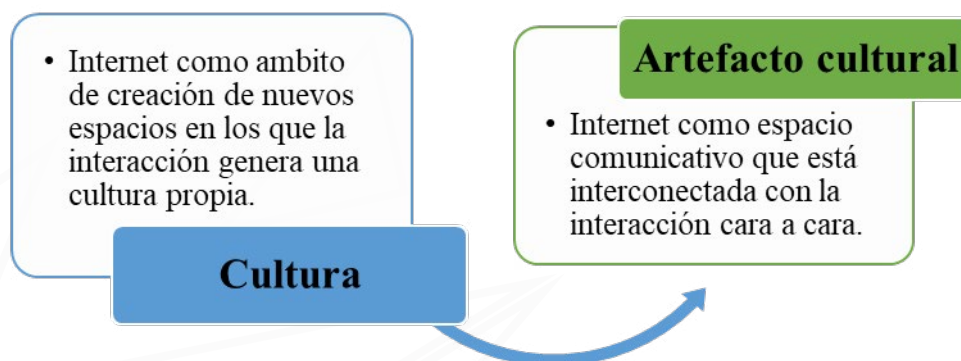 • Internet como ambito
de creación de nuevos
espacios en los que la
interacción genera una
cultura propia.
Cultura
Artefacto cultural
• Internet como espacio
comunicativo que está
interconectada con la
interacción cara a cara.